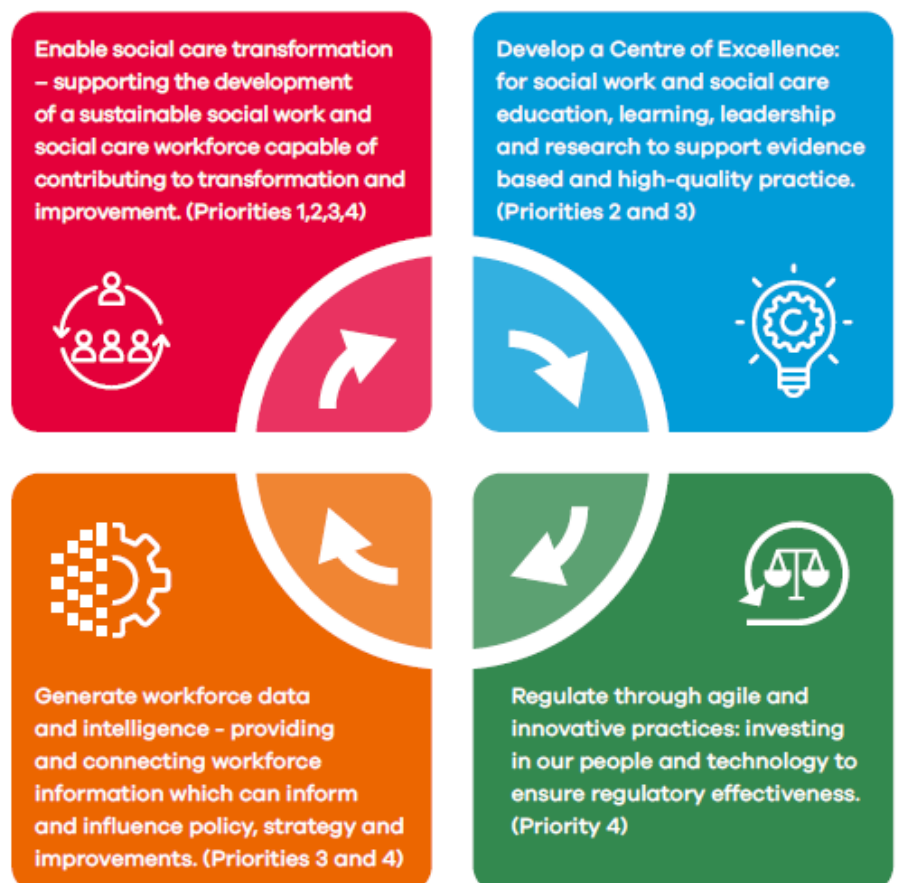 Enable social care transformation
– supporting the development
of a sustainable social work and
social care workforce capable of
contributing to transformation and
improvement. (Priorities 1,2,3,4)
Develop a Centre of Excellence:
for social work and social care
education, learning, leadership
and research to support evidence
based and high-quality practice.
(Priorities 2 and 3)
Generate workforce data
and intelligence - providing
and connecting workforce
information which can inform
and influence policy, strategy and
improvements. (Priorities 3 and 4)
Regulate through agile and
innovative practices: investing
in our people and technology to
ensure regulatory effectiveness.
(Priority 4)